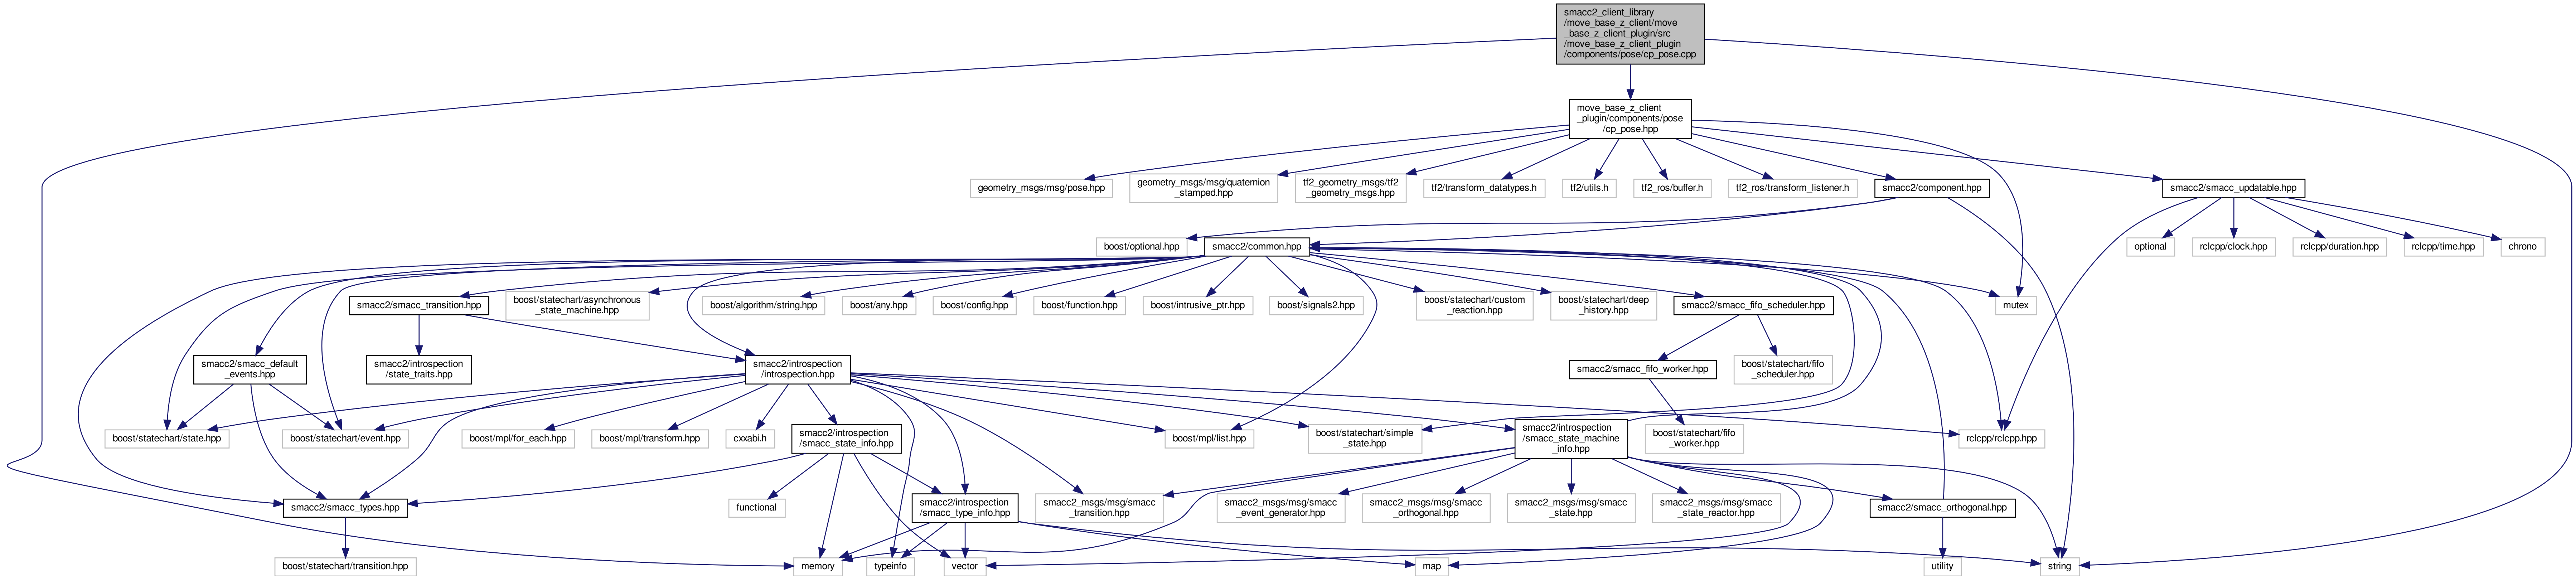 smacc2_client_library
/move_base_z_client/move
_base_z_client_plugin/src
/move_base_z_client_plugin
/components/pose/cp_pose.cpp
move_base_z_client
_plugin/components/pose
/cp_pose.hpp
geometry_msgs/msg/pose.hpp
geometry_msgs/msg/quaternion
_stamped.hpp
tf2_geometry_msgs/tf2
_geometry_msgs.hpp
tf2/transform_datatypes.h
tf2/utils.h
tf2_ros/buffer.h
tf2_ros/transform_listener.h
smacc2/component.hpp
smacc2/smacc_updatable.hpp
boost/optional.hpp
smacc2/common.hpp
optional
rclcpp/clock.hpp
rclcpp/duration.hpp
rclcpp/time.hpp
chrono
smacc2/smacc_transition.hpp
boost/statechart/asynchronous
_state_machine.hpp
boost/algorithm/string.hpp
boost/any.hpp
boost/config.hpp
boost/function.hpp
boost/intrusive_ptr.hpp
boost/signals2.hpp
boost/statechart/custom
_reaction.hpp
boost/statechart/deep
_history.hpp
smacc2/smacc_fifo_scheduler.hpp
mutex
smacc2/smacc_default
_events.hpp
smacc2/introspection
/state_traits.hpp
smacc2/introspection
/introspection.hpp
smacc2/smacc_fifo_worker.hpp
boost/statechart/fifo
_scheduler.hpp
boost/statechart/state.hpp
boost/statechart/event.hpp
boost/mpl/for_each.hpp
boost/mpl/transform.hpp
cxxabi.h
smacc2/introspection
/smacc_state_info.hpp
boost/mpl/list.hpp
boost/statechart/simple
_state.hpp
smacc2/introspection
/smacc_state_machine
_info.hpp
boost/statechart/fifo
_worker.hpp
rclcpp/rclcpp.hpp
smacc2/smacc_types.hpp
functional
smacc2/introspection
/smacc_type_info.hpp
smacc2_msgs/msg/smacc
_transition.hpp
smacc2_msgs/msg/smacc
_event_generator.hpp
smacc2_msgs/msg/smacc
_orthogonal.hpp
smacc2_msgs/msg/smacc
_state.hpp
smacc2_msgs/msg/smacc
_state_reactor.hpp
smacc2/smacc_orthogonal.hpp
boost/statechart/transition.hpp
memory
typeinfo
vector
map
utility
string